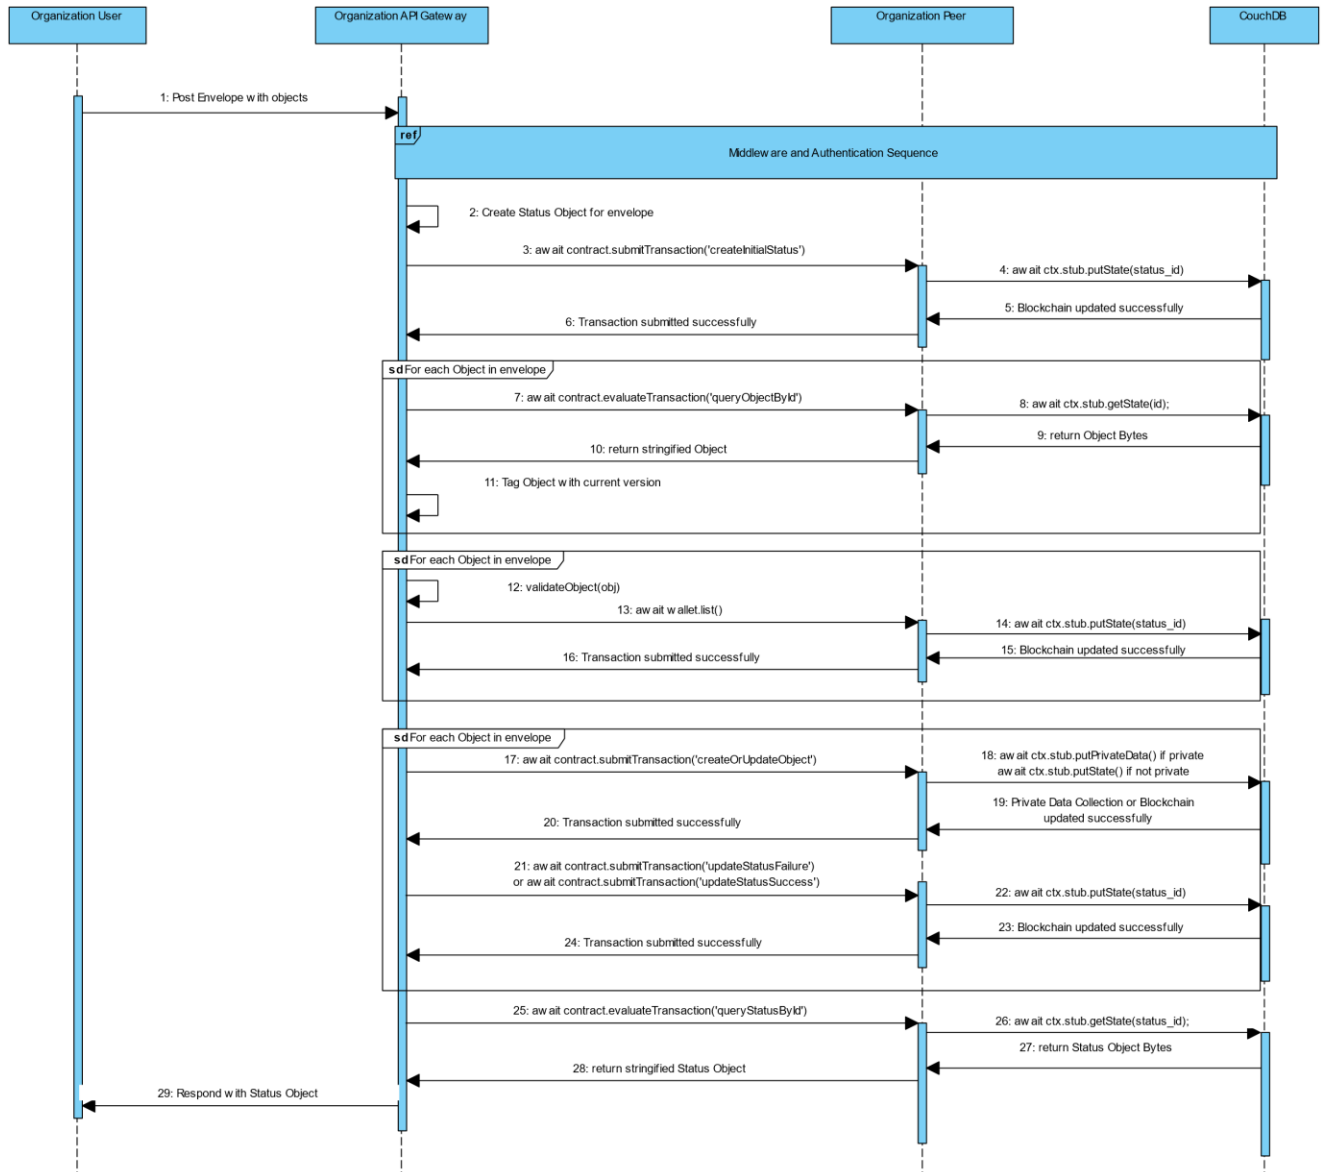 Organization User
Organization API Gateway
Organization Peer
CouchDB
1: Post Envelope with objects
ref
Middleware and Authentication Sequence
2: Create Status Object for envelope
3: await contract.submitTransaction('createInitialStatus')
4: await ctx.stub.putState(status_id)
5: Blockchain updated successfully
6: Transaction submitted successfully
sd For each Object in envelope
7: await contract.evaluateTransaction('queryObjectById')
8: await ctx.stub.getState(id);
9: return Object Bytes
10: return stringified Object
11: Tag Object with current version
sd For each Object in envelope
12: validateObject(obj)
13: await wallet.list()
14: await ctx.stub.putState(status_id)
15: Blockchain updated successfully
16: Transaction submitted successfully
sd For each Object in envelope
17: await contract.submitTransaction('createOrUpdateObject')
18: await ctx.stub.putPrivateData() if private
await ctx.stub.putState() if not private
19: Private Data Collection or Blockchain
updated successfully
20: Transaction submitted successfully
21: await contract.submitTransaction('updateStatusFailure')
or await contract.submitTransaction('updateStatusSuccess')
22: await ctx.stub.putState(status_id)
23: Blockchain updated successfully
24: Transaction submitted successfully
25: await contract.evaluateTransaction('queryStatusById')
26: await ctx.stub.getState(status_id);
27: return Status Object Bytes
28: return stringified Status Object
29: Respond with Status Object